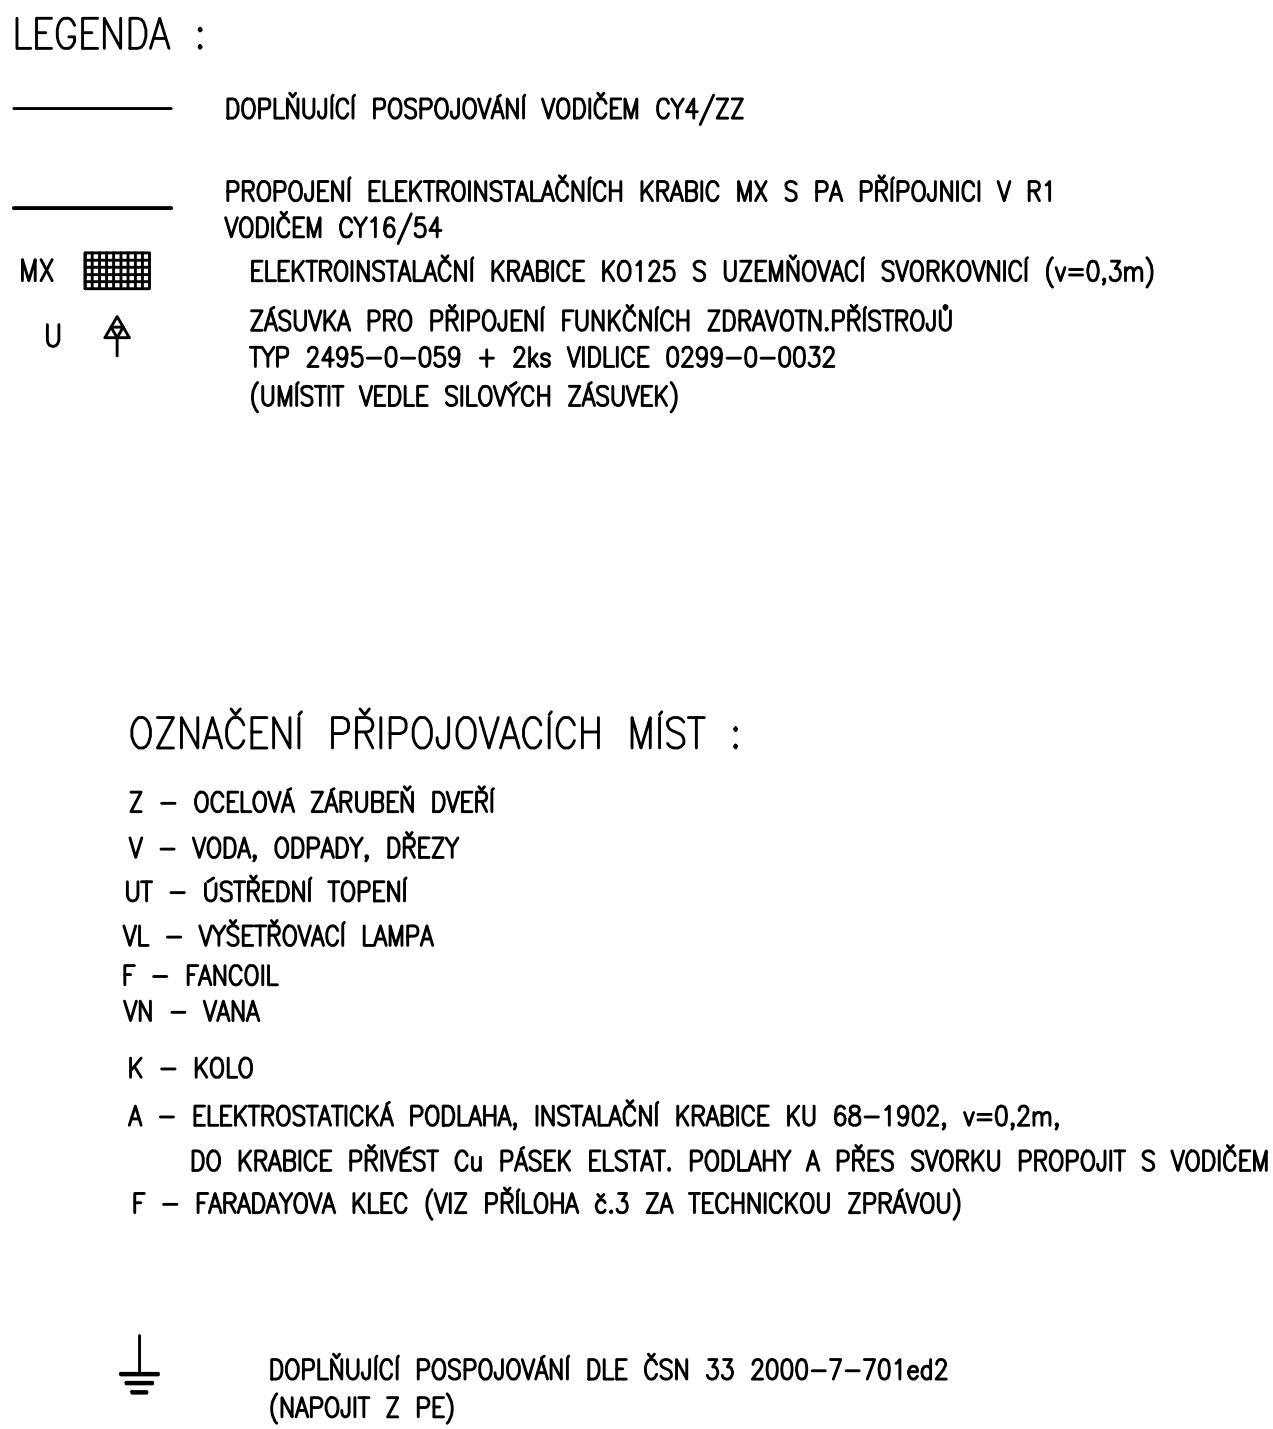 LEGENDA :
DOPLŇUJÍCÍ POSPOJOVÁNÍ VODIČEM CY4/ZZ
PROPOJENÍ ELEKTROINSTALAČNÍCH KRABIC MX S PA PŘÍPOJNICI V R1
VODIČEM CY16/54
MX ELEKTROINSTALAČNÍ KRABICE KO125 S UZEMŇOVACÍ SVORKOVNICÍ (v=0,3m)
U ZÁSUVKA PRO PŘIPOJENÍ FUNKČNÍCH ZDRAVOTN.PŘÍSTROJŮ
TYP 2495-0-059 + 2ks VIDLICE 0299-0-0032
(UMÍSTIT VEDLE SILOVÝCH ZÁSUVEK)
OZNAČENÍ PŘIPOJOVACÍCH MÍST :
Z - OCELOVÁ ZÁRUBEŇ DVEŘÍ
V - VODA, ODPADY, DŘEZY
UT - ÚSTŘEDNÍ TOPENÍ
VL - VYŠETŘOVACÍ LAMPA
F - FANCOIL
VN - VANA
K - KOLO
A - ELEKTROSTATICKÁ PODLAHA, INSTALAČNÍ KRABICE KU 68-1902, v=0,2m,
DO KRABICE PŘIVÉST Cu PÁSEK ELSTAT. PODLAHY A PŘES SVORKU PROPOJIT S VODIČEM
F - FARADAYOVA KLEC (VIZ PŘÍLOHA č.3 ZA TECHNICKOU ZPRÁVOU)
DOPLŇUJÍCÍ POSPOJOVÁNÍ DLE ČSN 33 2000-7-701ed2
(NAPOJIT Z PE)